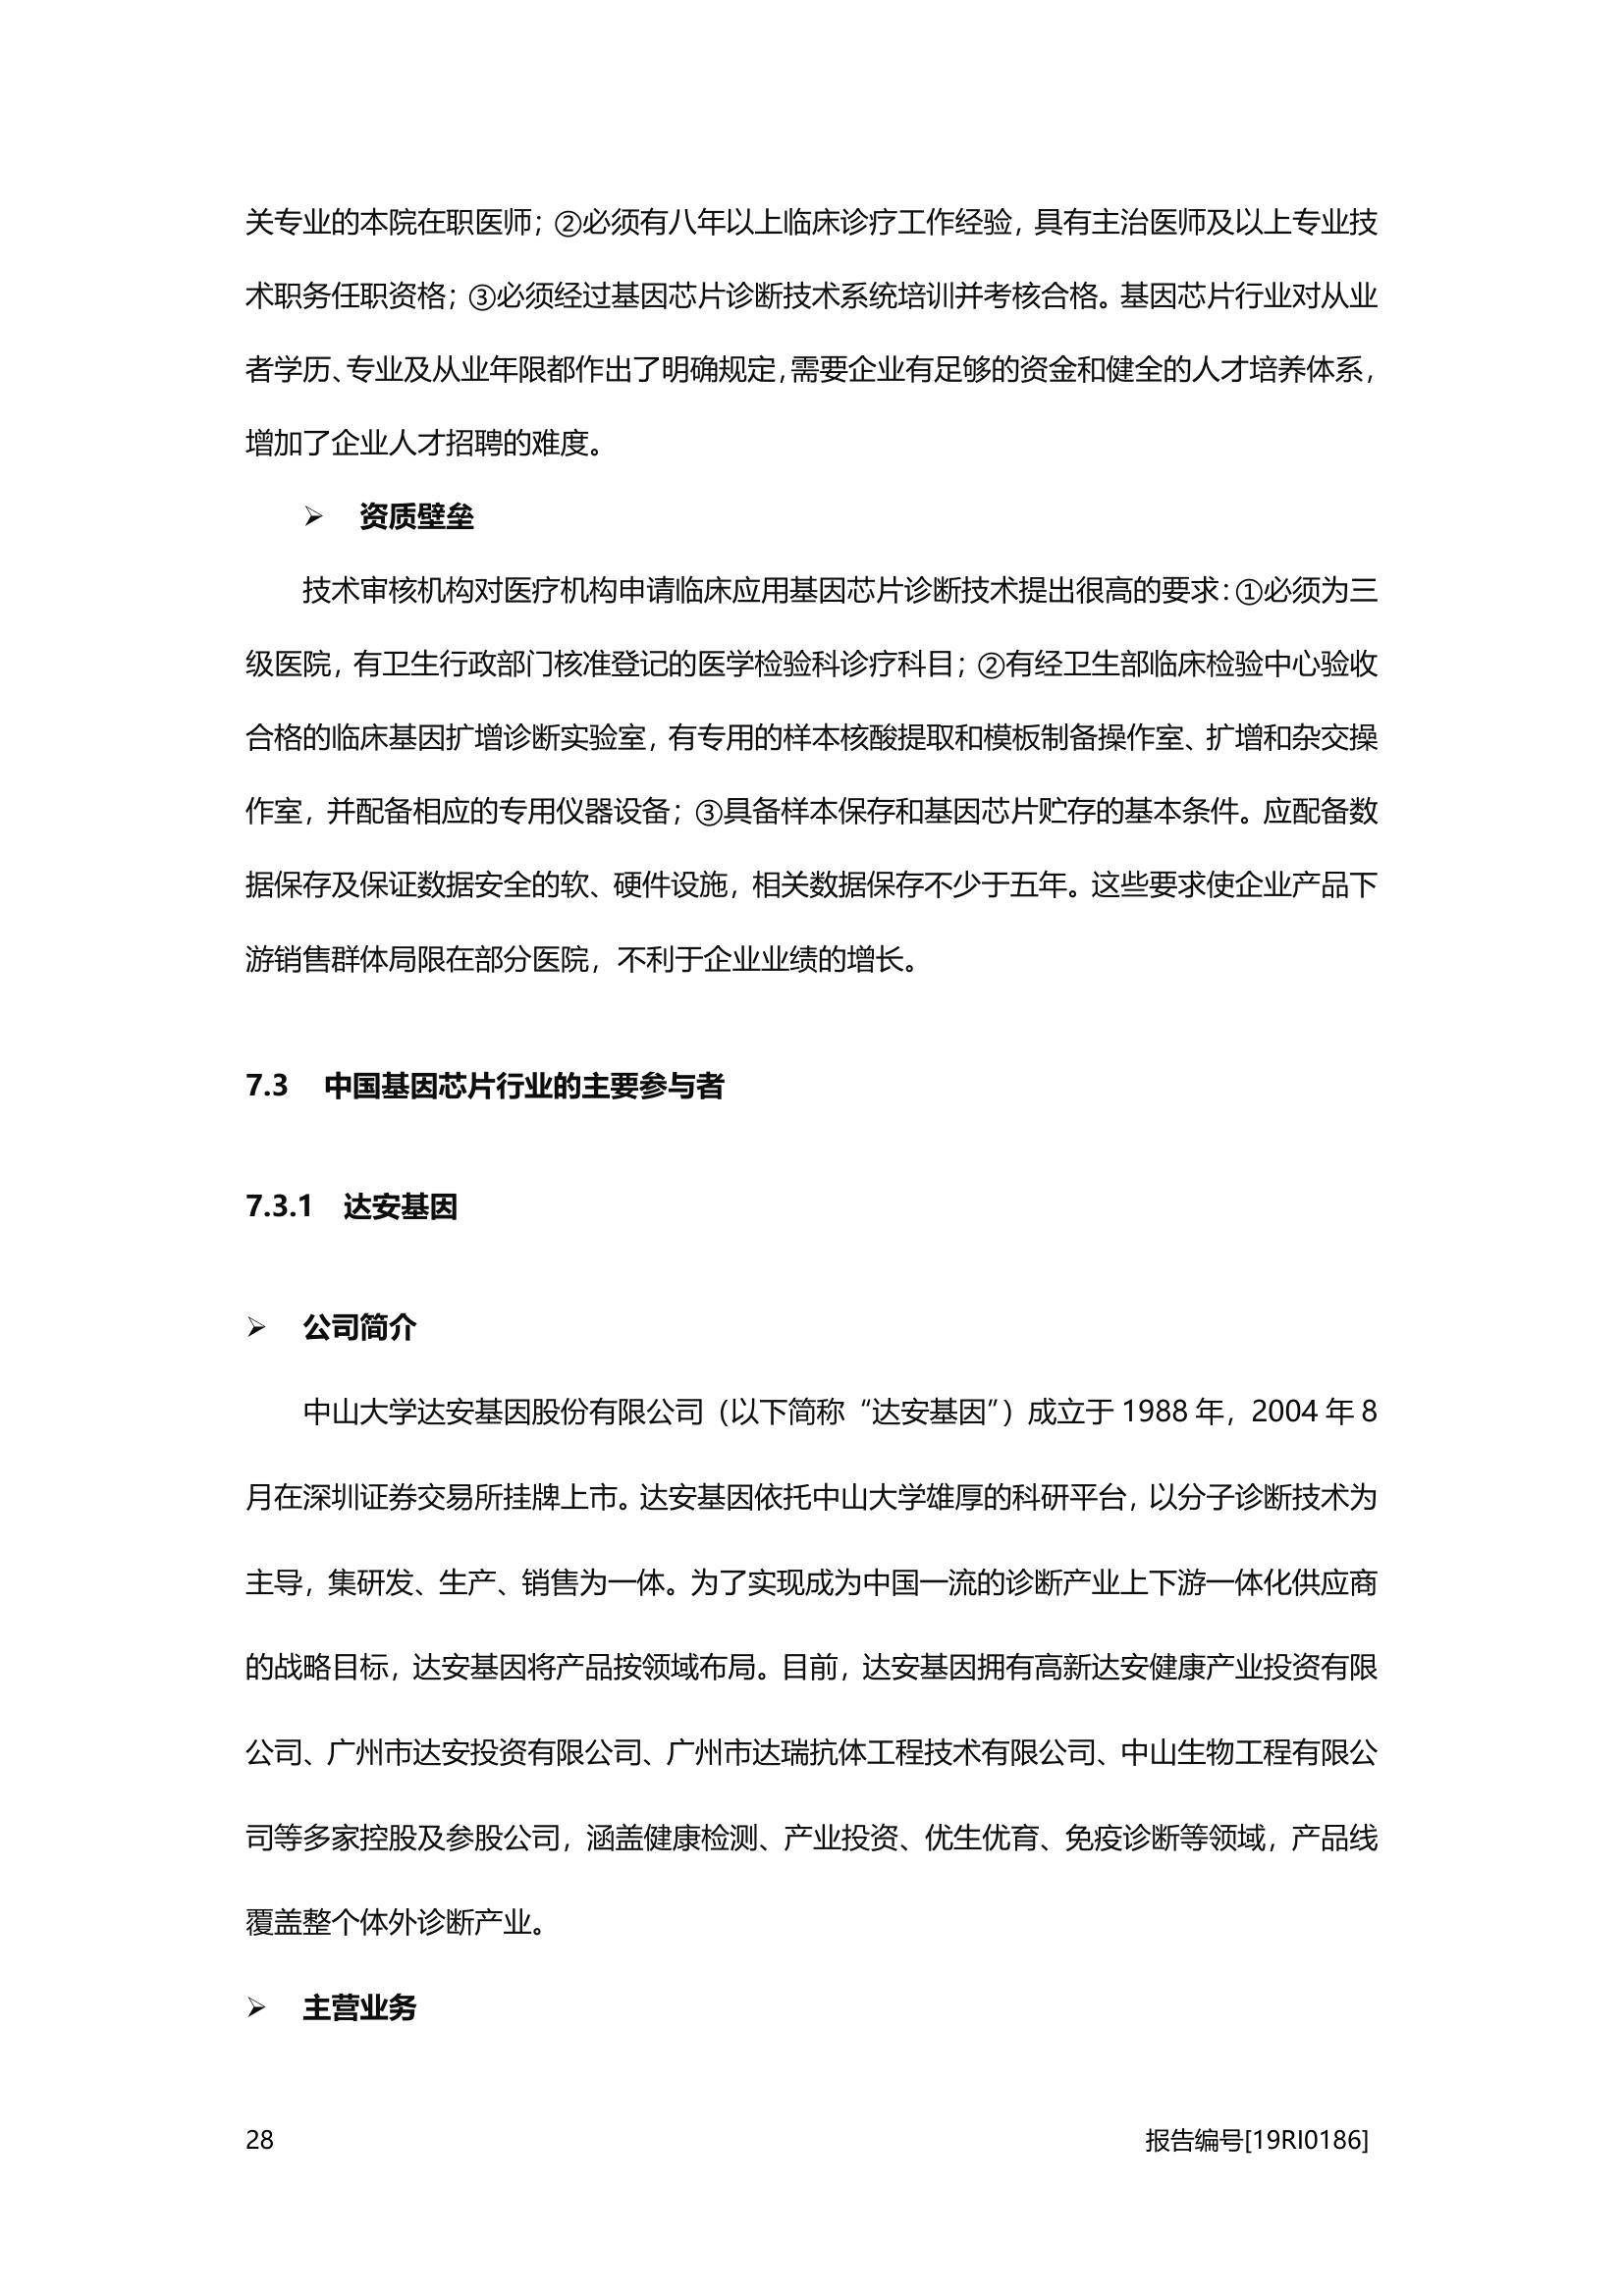 关专业的本院在职医师；②必须有八年以上临床诊疗工作经验，具有主治医师及以上专业技
术职务任职资格；③必须经过基因芯片诊断技术系统培训并考核合格。基因芯片行业对从业
者学历、专业及从业年限都作出了明确规定，需要企业有足够的资金和健全的人才培养体系，
增加了企业人才招聘的难度。
➢ 资质壁垒
技术审核机构对医疗机构申请临床应用基因芯片诊断技术提出很高的要求：①必须为三
级医院，有卫生行政部门核准登记的医学检验科诊疗科目；②有经卫生部临床检验中心验收
合格的临床基因扩增诊断实验室，有专用的样本核酸提取和模板制备操作室、扩增和杂交操
作室，并配备相应的专用仪器设备；③具备样本保存和基因芯片贮存的基本条件。应配备数
据保存及保证数据安全的软、硬件设施，相关数据保存不少于五年。这些要求使企业产品下
游销售群体局限在部分医院，不利于企业业绩的增长。
7.3 中国基因芯片行业的主要参与者
7.3.1 达安基因
➢ 公司简介
中山大学达安基因股份有限公司（以下简称“达安基因”）成立于 1988 年，2004 年 8
月在深圳证券交易所挂牌上市。达安基因依托中山大学雄厚的科研平台，以分子诊断技术为
主导，集研发、生产、销售为一体。为了实现成为中国一流的诊断产业上下游一体化供应商
的战略目标，达安基因将产品按领域布局。目前，达安基因拥有高新达安健康产业投资有限
公司、广州市达安投资有限公司、广州市达瑞抗体工程技术有限公司、中山生物工程有限公
司等多家控股及参股公司，涵盖健康检测、产业投资、优生优育、免疫诊断等领域，产品线
覆盖整个体外诊断产业。
➢ 主营业务
28 报告编号[19RI0186]